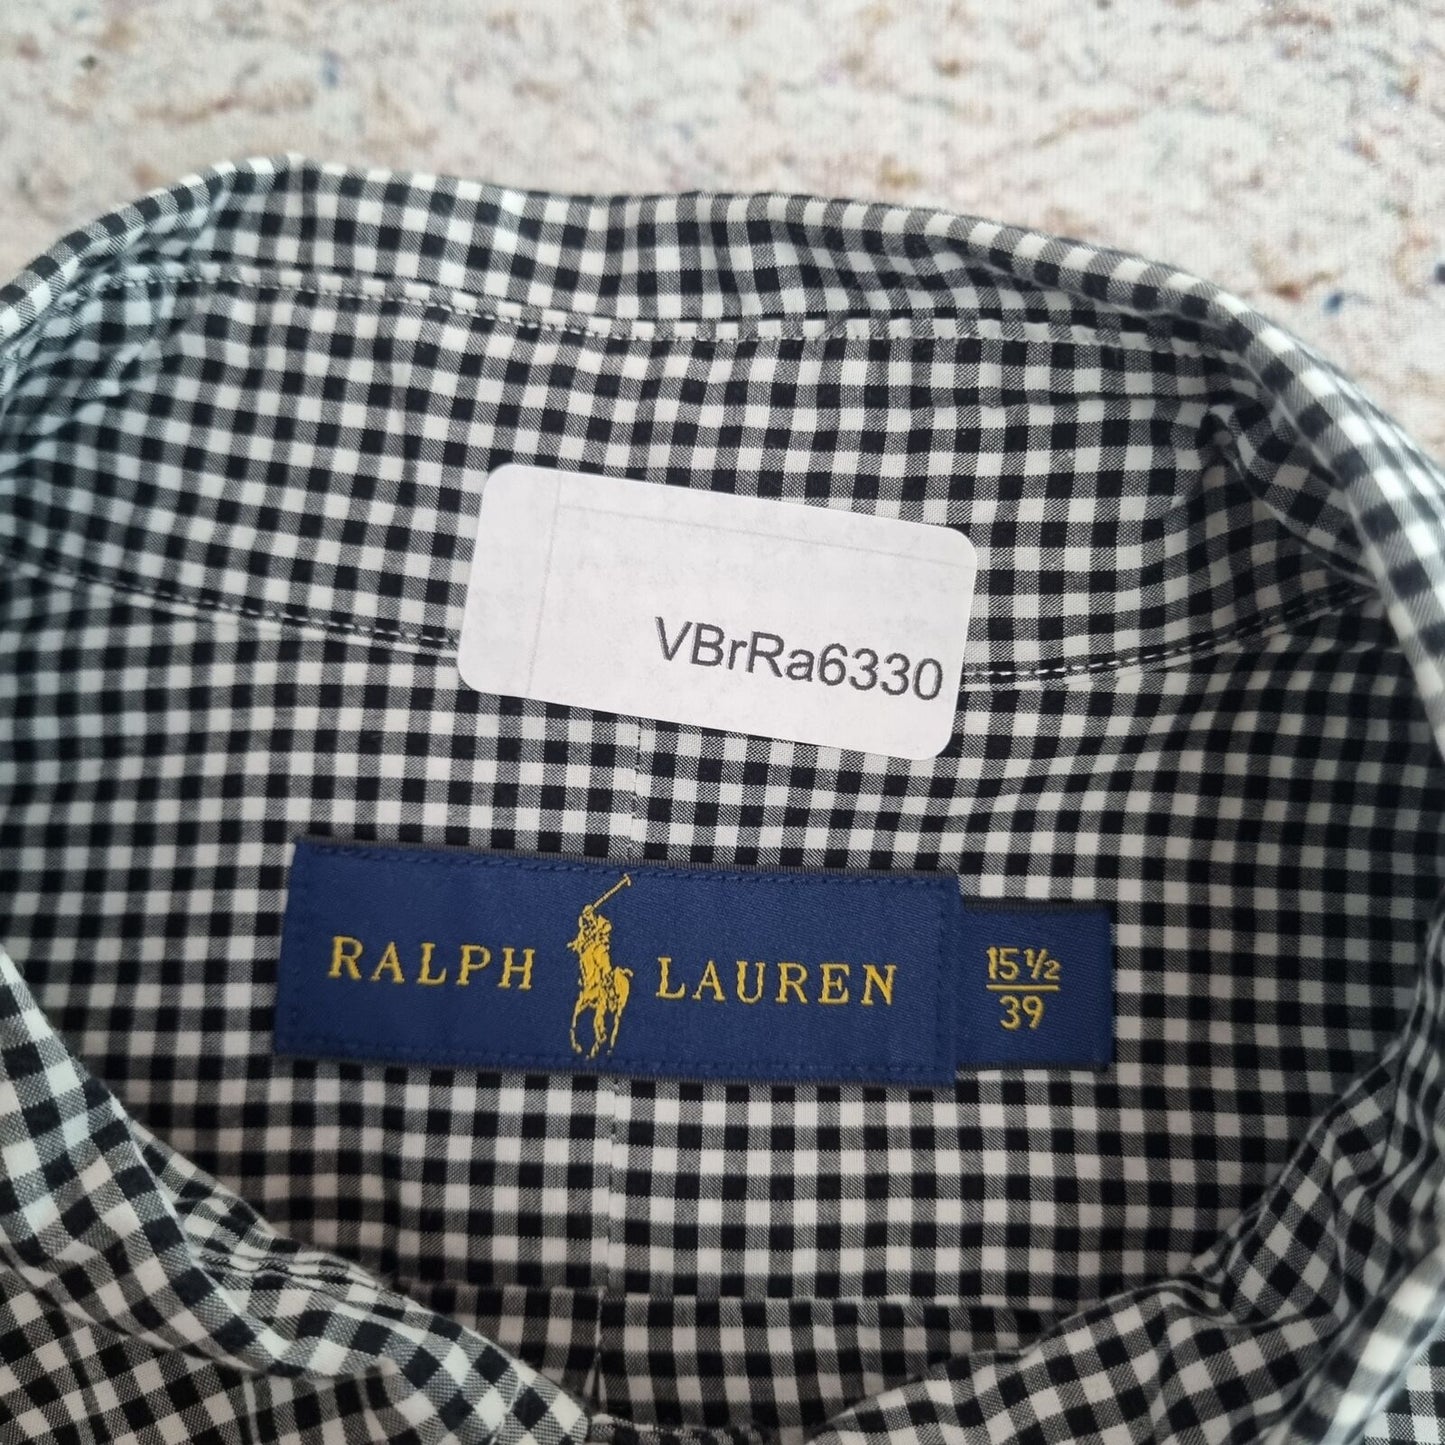 VBrRa6330
RALPH LAUREN
15½
39